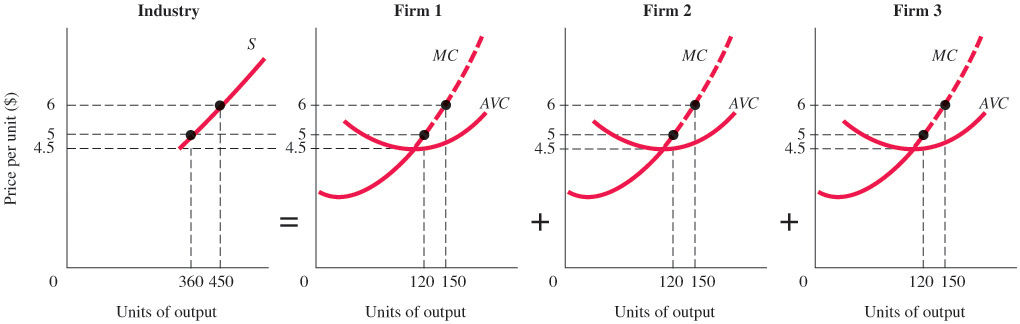 Industry
Firm 1
Firm 2
Firm 3
Price per unit ($)
S
6
5
4.5
0
360 450
Units of output
=
MC
AVC
6
5
4.5
0
120 150
Units of output
+
MC
AVC
6
5
4.5
0
120 150
Units of output
+
MC
AVC
6
5
4.5
0
120 150
Units of output